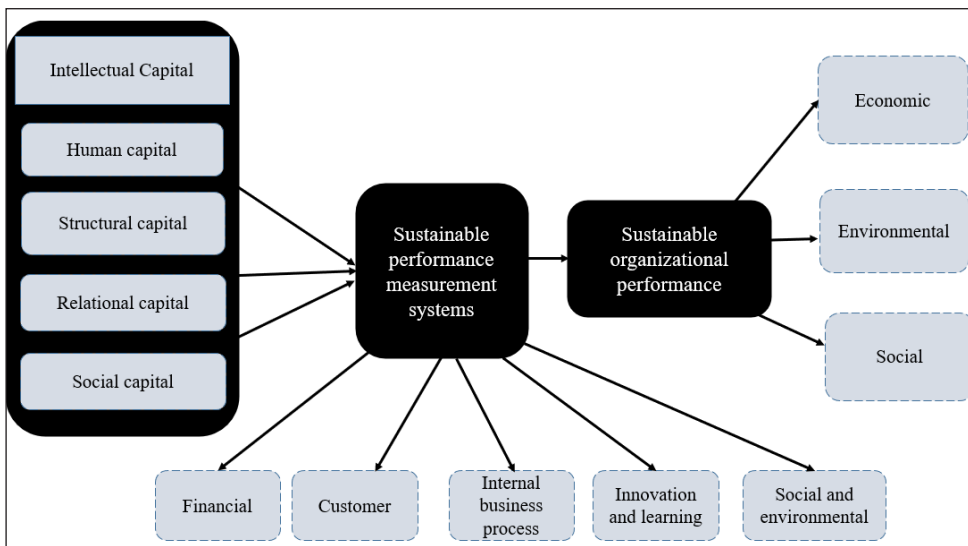 Intellectual Capital
Human capital
Structural capital
Relational capital
Social capital
Sustainable
performance
measurement
systems
Sustainable
organizational
performance
Economic
Environmental
Social
Financial
Customer
Internal
business
process
Innovation
and learning
Social and
environmental